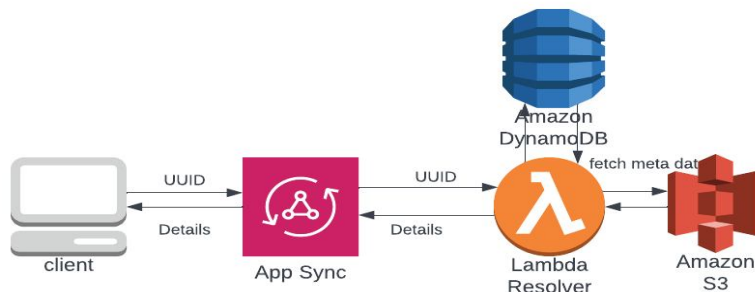 Amazon
DynamoDB
fetch meta dat
UUID
UUID
Details
Details
client
App Sync
Lambda
Resolver
Amazon
S3